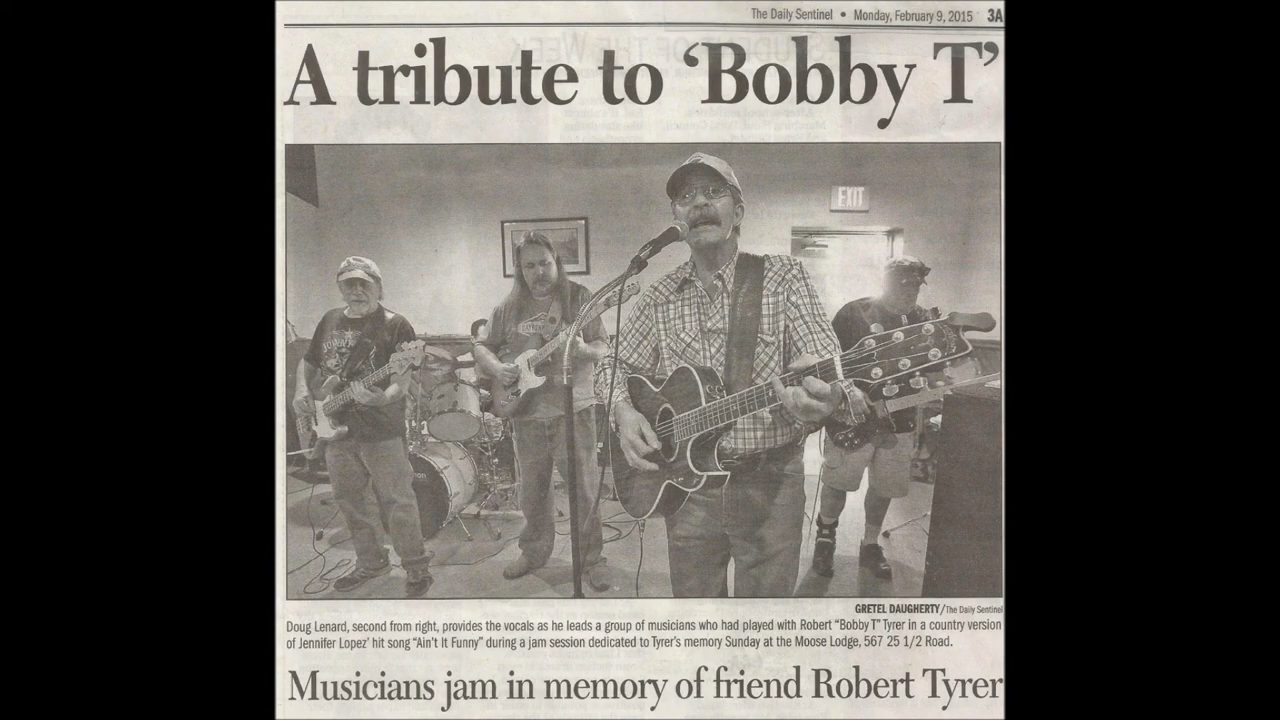 The Daily Sentinel • Monday, February 9, 2015 3A
A tribute to ‘Bobby T’
EXIT
GRETEL DAUGHERTY/The Daily Sentinel
Doug Lenard, second from right, provides the vocals as he leads a group of musicians who had played with Robert “Bobby T” Tyrer in a country version
of Jennifer Lopez’ hit song “Ain’t It Funny” during a jam session dedicated to Tyrer’s memory Sunday at the Moose Lodge, 567 25 1/2 Road.
Musicians jam in memory of friend Robert Tyrer